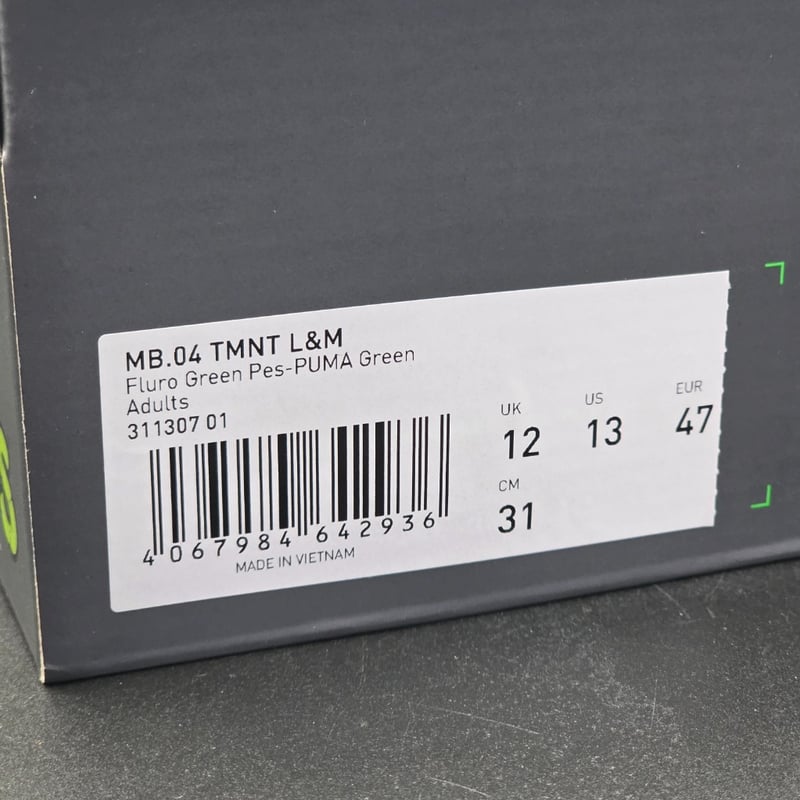 MB.04 TMNT L&M
Fluro Green Pes-PUMA Green
Adults
311307 01
4 067984 642936
MADE IN VIETNAM
UK
12
US
13
EUR
47
CM
31